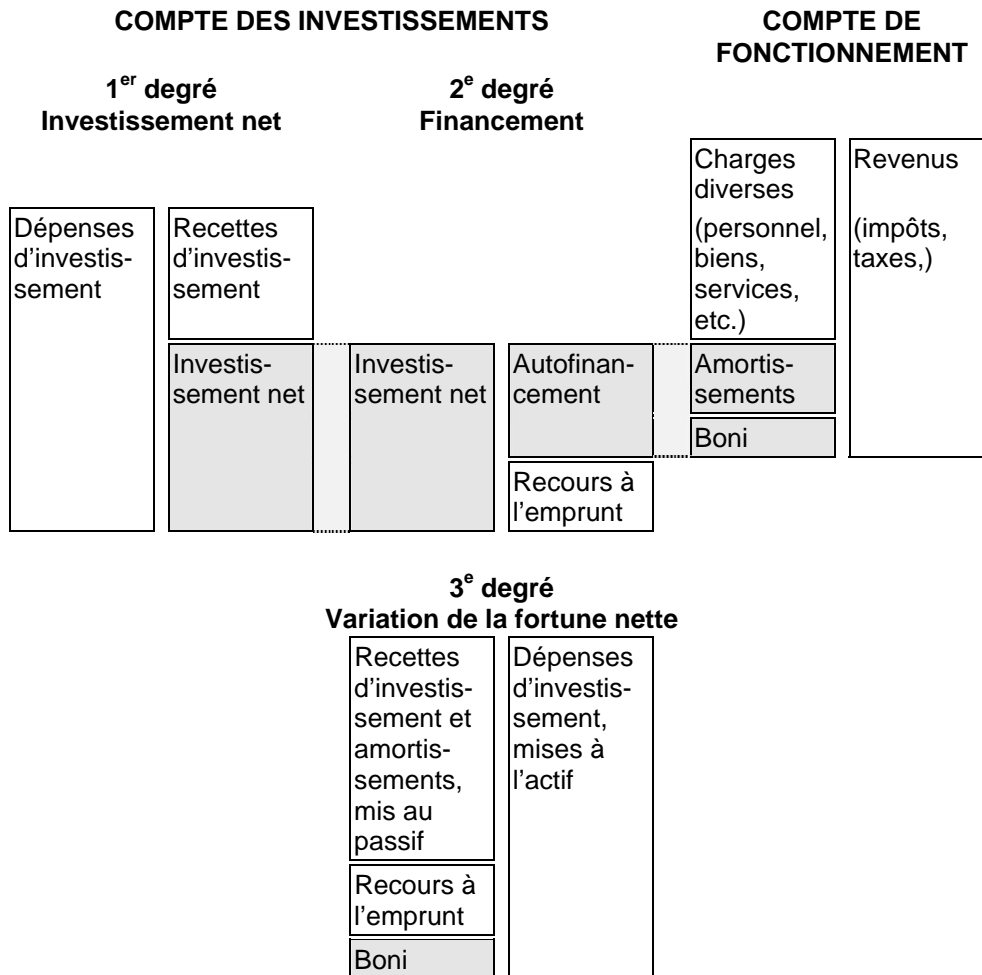 COMPTE DES INVESTISSEMENTS
COMPTE DE
FONCTIONNEMENT
1er degré
Investissement net
2e degré
Financement
Dépenses
d'investis-
sement
Recettes
d'investis-
sement
Investis-
sement net
Investis-
sement net
Autofinan-
cement
Recours à
l'emprunt
Charges
diverses
(personnel,
biens,
services,
etc.)
Amortis-
sements
Boni
Revenus
(impôts,
taxes,)
3e degré
Variation de la fortune nette
Recettes
d'investis-
sement et
amortis-
sements,
mis au
passif
Recours à
l'emprunt
Boni
Dépenses
d'investis-
sement,
mises à
l'actif